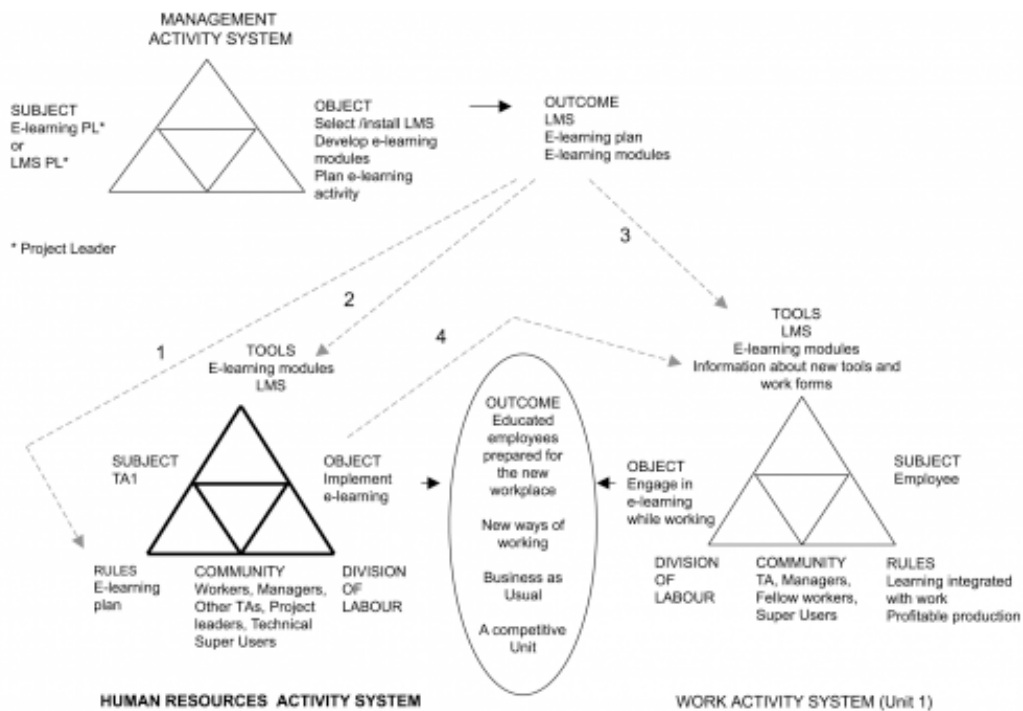 MANAGEMENT
ACTIVITY SYSTEM
SUBJECT
E-learning PL*
or
LMS PL*
OBJECT
Select /install LMS
Develop e-learning
modules
Plan e-learning
activity
OUTCOME
LMS
E-learning plan
E-learning modules
* Project Leader
1
2
3
4
TOOLS
E-learning modules
LMS
SUBJECT
TA1
OBJECT
Implement
e-learning
RULES
E-learning
plan
COMMUNITY
Workers, Managers,
Other TAs, Project
leaders, Technical
Super Users
DIVISION
OF
LABOUR
HUMAN RESOURCES ACTIVITY SYSTEM
OUTCOME
Educated
employees
prepared for
the new
workplace
New ways of
working
Business as
Usual
A competitive
Unit
TOOLS
LMS
E-learning modules
Information about new tools and
work forms
OBJECT
Engage in
e-learning
while working
SUBJECT
Employee
DIVISION
OF
LABOUR
COMMUNITY
TA, Managers,
Fellow workers,
Super Users
RULES
Learning integrated
with work
Profitable production
WORK ACTIVITY SYSTEM (Unit 1)